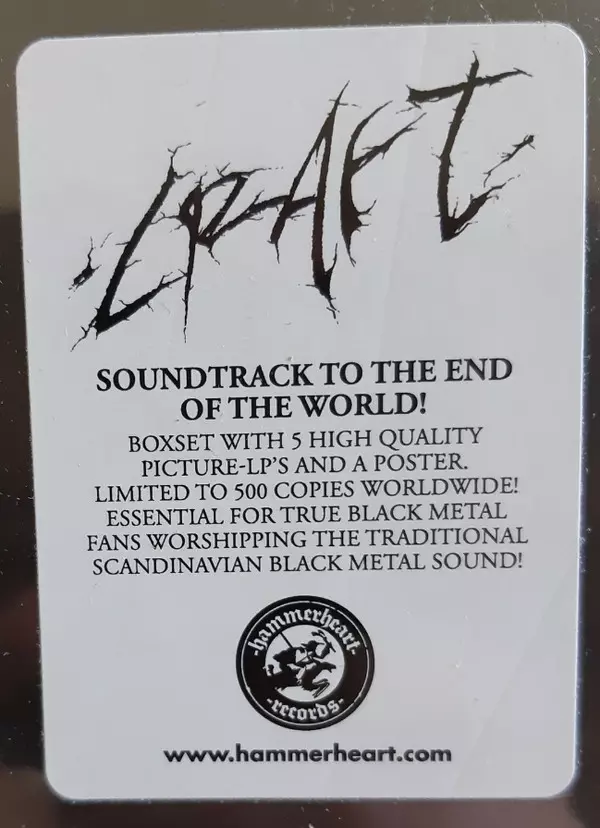 CRAFT
SOUNDTRACK TO THE END
OF THE WORLD!
BOXSET WITH 5 HIGH QUALITY
PICTURE-LP'S AND A POSTER.
LIMITED TO 500 COPIES WORLDWIDE!
ESSENTIAL FOR TRUE BLACK METAL
FANS WORSHIPPING THE TRADITIONAL
SCANDINAVIAN BLACK METAL SOUND!
-hammerheart-
-records-
www.hammerheart.com